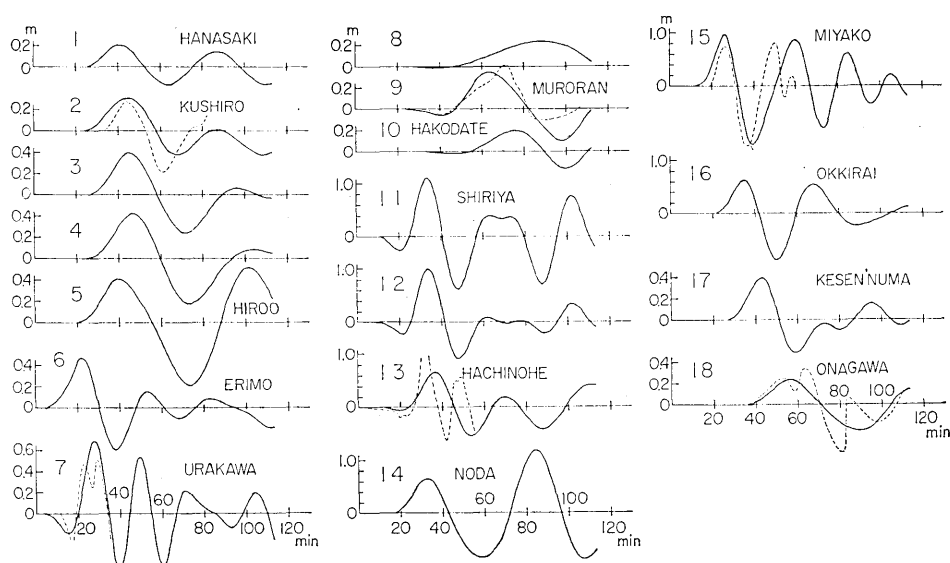 m
1 HANASAKI
0.2
0
2 KUSHIRO
0.2
0
0.4
3
0.2
0
4
0.4
0.2
0
5
0.4
0.2
0
HIROO
6
0.4
0.2
0
ERIMO
7 URAKAWA
0.6
0.4
0.2
0
40 60
20 80 100 120
min
m
8
0.2
0
9 MURORAN
0.2
0
10 HAKODATE
0.2
0
11 SHIRIYA
1.0
0
12
1.0
0
13 HACHINOHE
1.0
0
14 NODA
1.0
60 100
0
20 40 80 120
min
m
15 MIYAKO
1.0
0
16 OKKIRAI
1.0
0
17 KESEN'NUMA
0.4
0.2
0
18 ONAGAWA
0.4
0.2
0
80 100
20 40 60 120
min